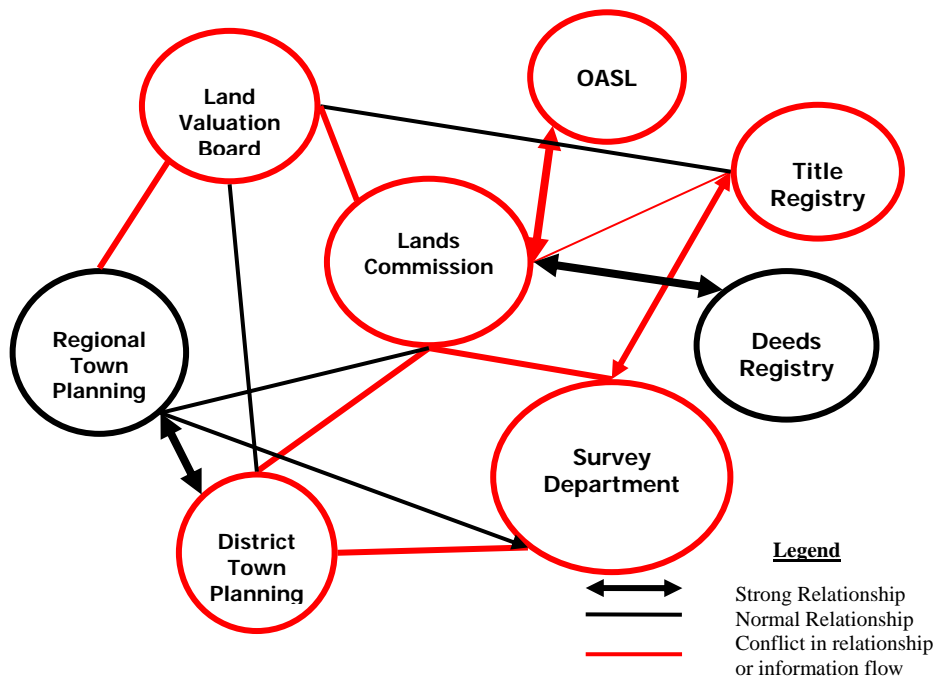 OASL
Land
Valuation
Board
Title
Registry
Lands
Commission
Regional
Town
Planning
Deeds
Registry
Survey
Department
District
Town
Planning
Legend
Strong Relationship
Normal Relationship
Conflict in relationship
or information flow